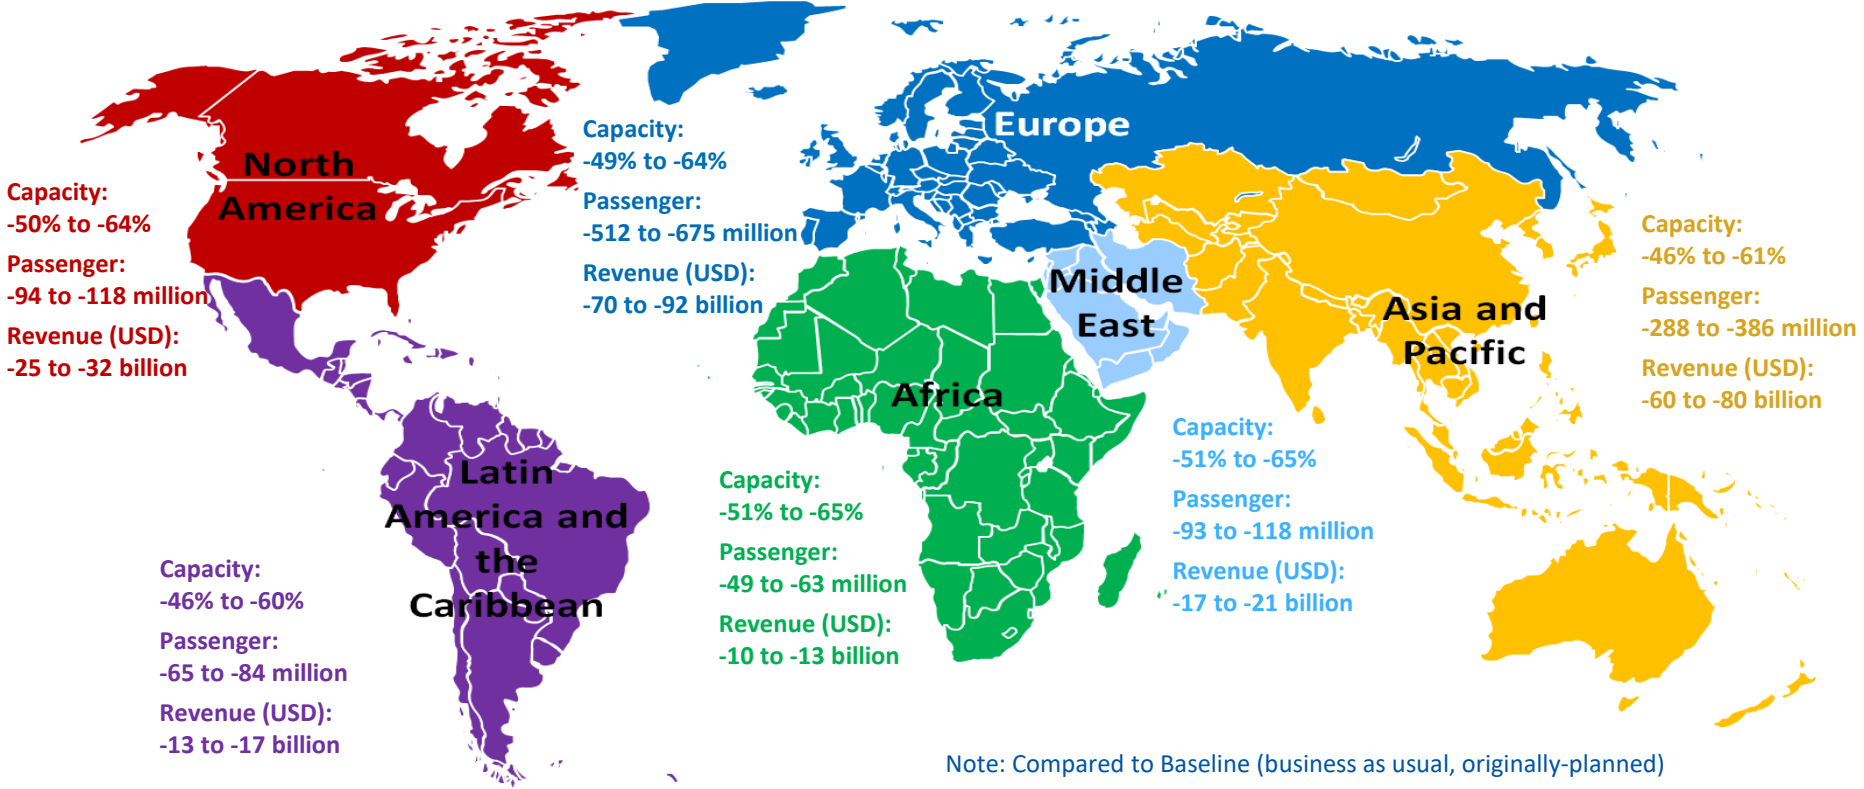 North
America
Capacity:
-50% to -64%
Passenger:
-94 to -118 million
Revenue (USD):
-25 to -32 billion
Capacity:
-49% to -64%
Passenger:
-512 to -675 million
Revenue (USD):
-70 to -92 billion
Europe
Middle
East
Asia and
Pacific
Capacity:
-46% to -61%
Passenger:
-288 to -386 million
Revenue (USD):
-60 to -80 billion
Africa
Latin
America and
the
Caribbean
Capacity:
-46% to -60%
Passenger:
-65 to -84 million
Revenue (USD):
-13 to -17 billion
Capacity:
-51% to -65%
Passenger:
-49 to -63 million
Revenue (USD):
-10 to -13 billion
Capacity:
-51% to -65%
Passenger:
-93 to -118 million
Revenue (USD):
-17 to -21 billion
Note: Compared to Baseline (business as usual, originally-planned)